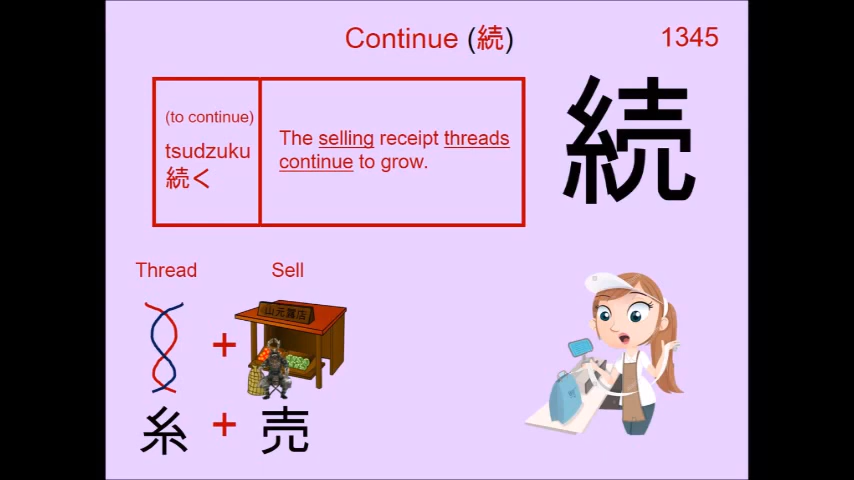 Continue (続)
1345
(to continue)
tsudzuku
続く
The selling receipt threads
continue to grow.
続
Thread
Sell
+
糸 + 売